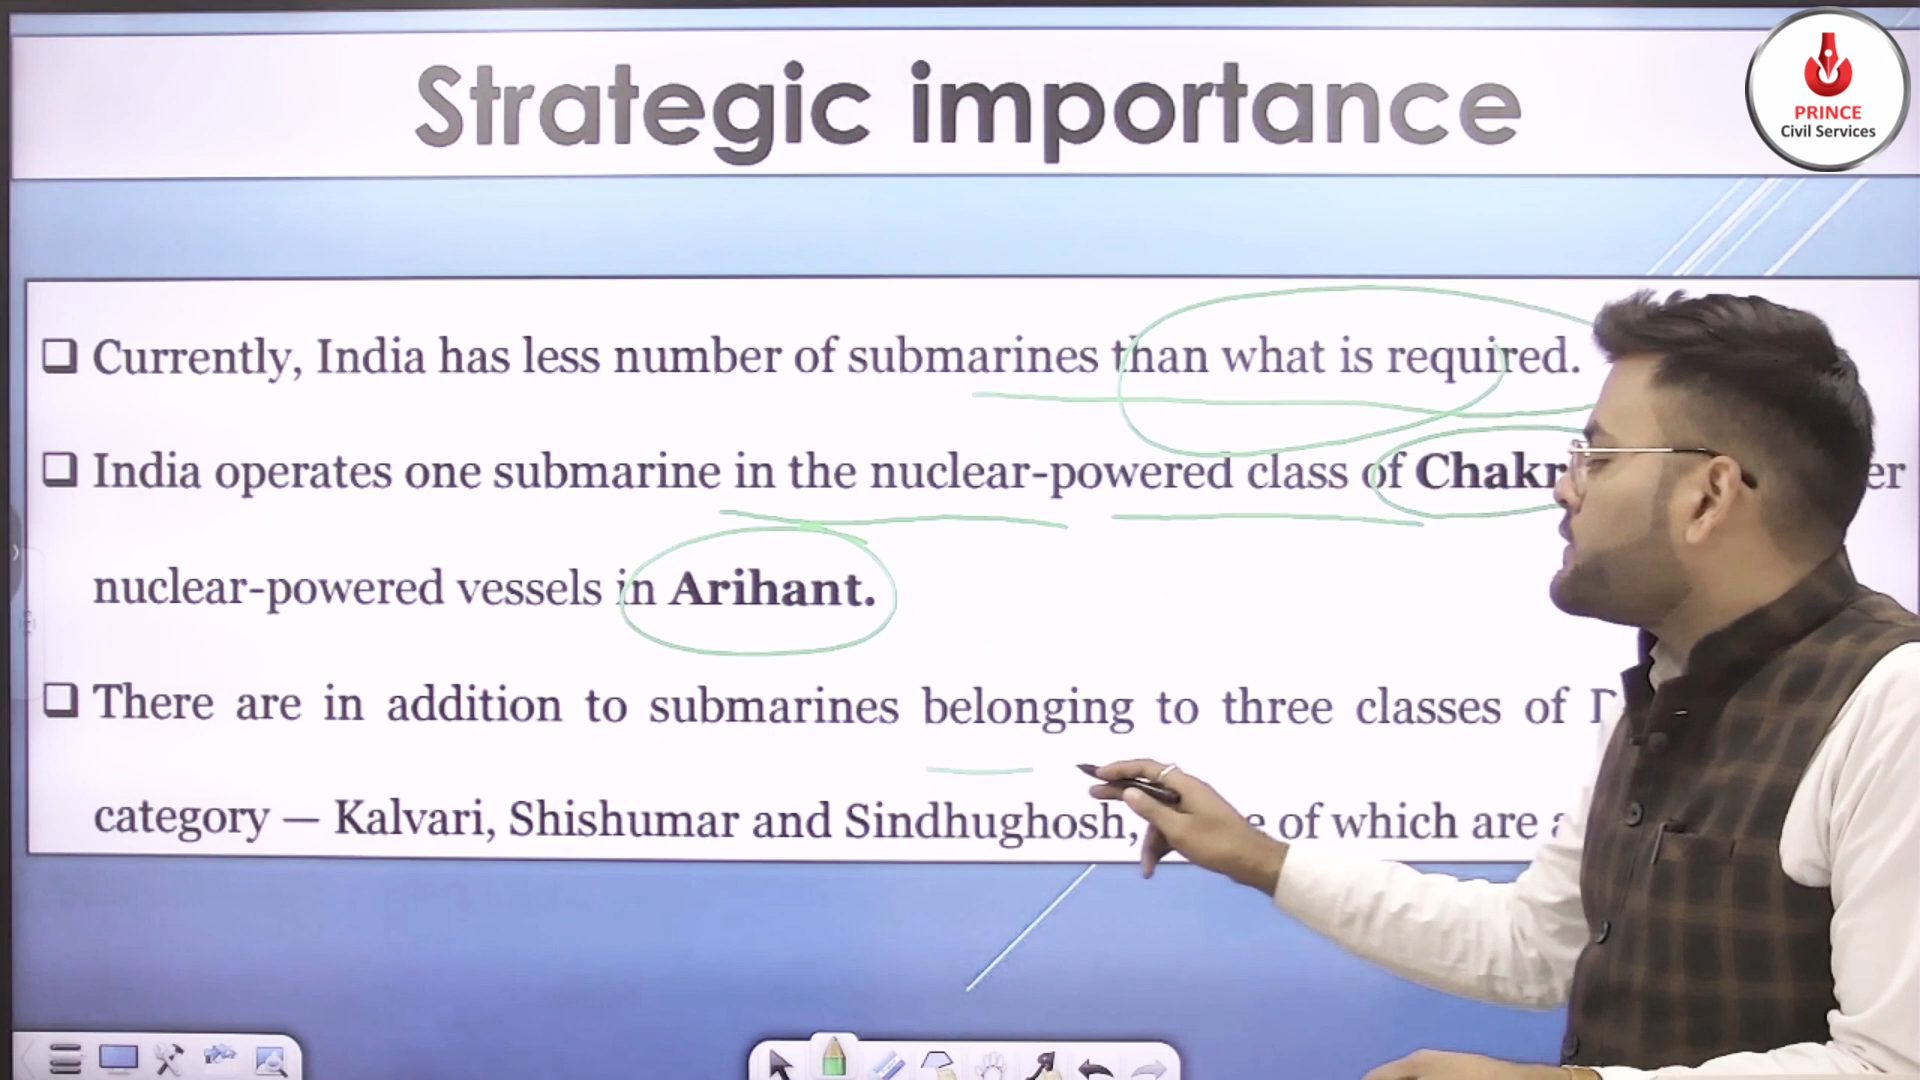 Strategic importance
PRINCE
Civil Services
Currently, India has less number of submarines than what is required.
India operates one submarine in the nuclear-powered class of
nuclear-powered vessels in Arihant.
There are in addition to submarines belonging to three classes of
category — Kalvari, Shishumar and Sindhughosh, of which are